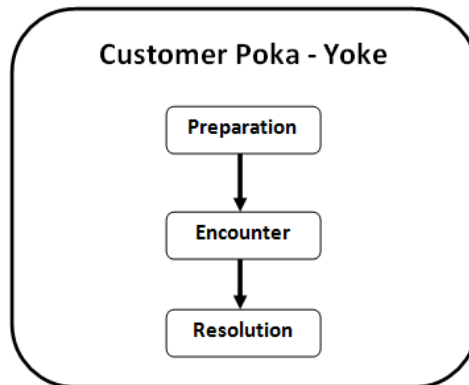 Customer Poka - Yoke
Preparation
Encounter
Resolution